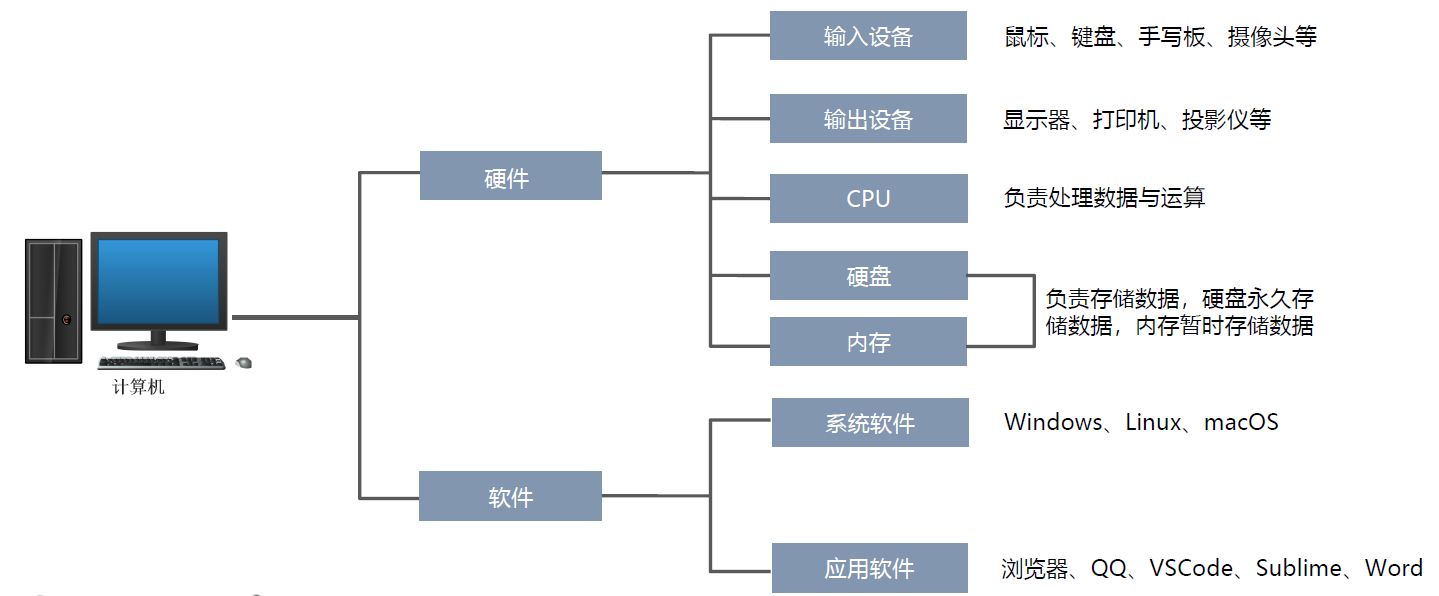 输入设备
鼠标、键盘、手写板、摄像头等
输出设备
显示器、打印机、投影仪等
硬件
CPU
负责处理数据与运算
硬盘
负责存储数据，硬盘永久存
储数据，内存暂时存储数据
内存
计算机
系统软件
Windows、Linux、macOS
软件
应用软件
浏览器、QQ、VSCode、Sublime、Word